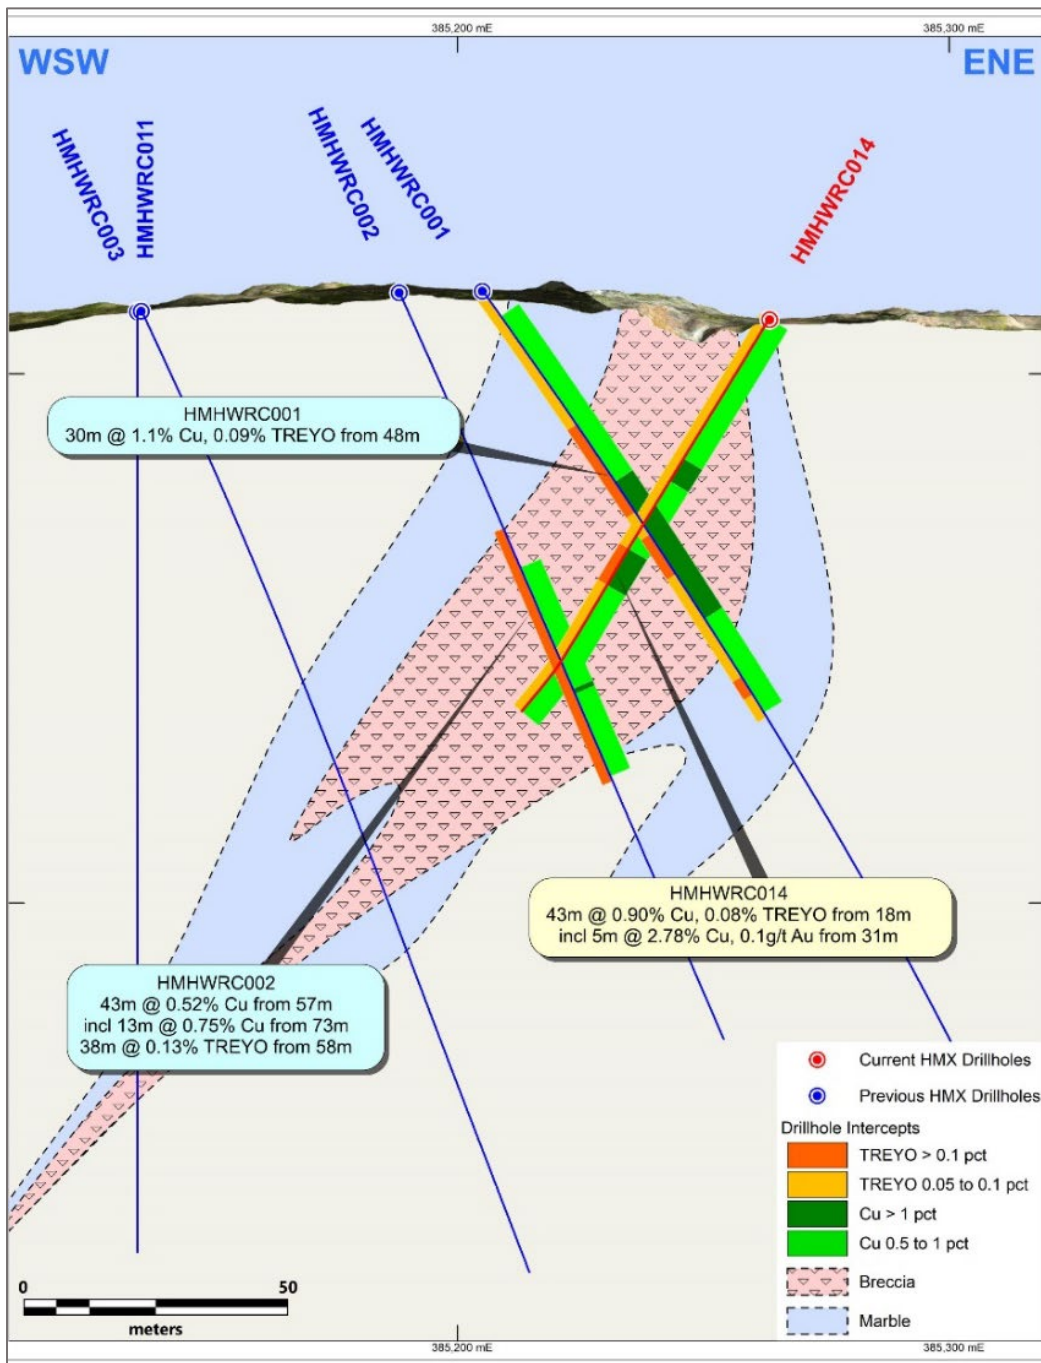 385,200 mE
385,300 mE
WSW
ENE
HMHWRC003
HMHWRC011
HMHWRC002
HMHWRC001
HMHWRC014
HMHWRC001
30m @ 1.1% Cu, 0.09% TREYO from 48m
HMHWRC014
43m @ 0.90% Cu, 0.08% TREYO from 18m
incl 5m @ 2.78% Cu, 0.1g/t Au from 31m
HMHWRC002
43m @ 0.52% Cu from 57m
incl 13m @ 0.75% Cu from 73m
38m @ 0.13% TREYO from 58m
Current HMX Drillholes
Previous HMX Drillholes
Drillhole Intercepts
TREYO > 0.1 pct
TREYO 0.05 to 0.1 pct
Cu > 1 pct
Cu 0.5 to 1 pct
Breccia
Marble
0 50
meters
385,200 mE
385,300 mE